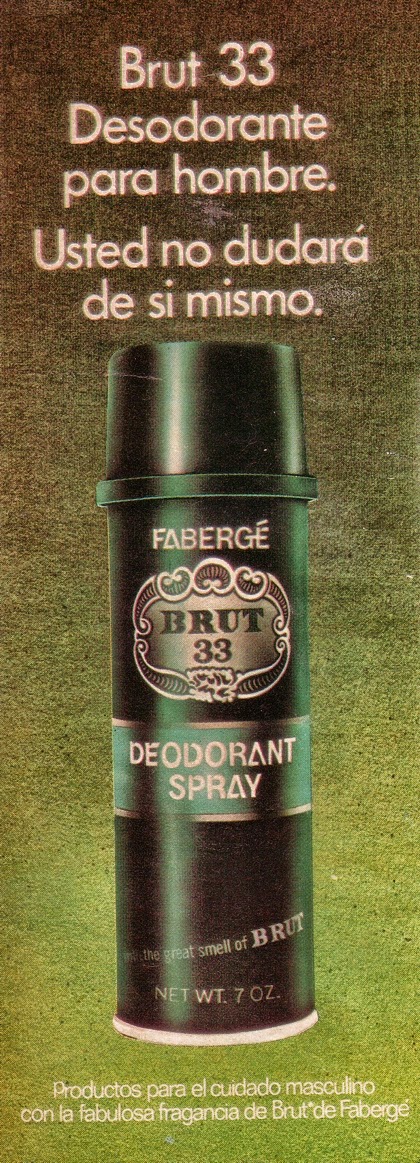 Brut 33
Desodorante
para hombre.
Usted no dudará
de si mismo.
FABERGÉ
BRUT
33
DEODORANT
SPRAY
the great smell of BRUT
NET WT. 7 OZ.
Productos para el cuidado masculino
con la fabulosa fragancia de Brut* de Fabergé